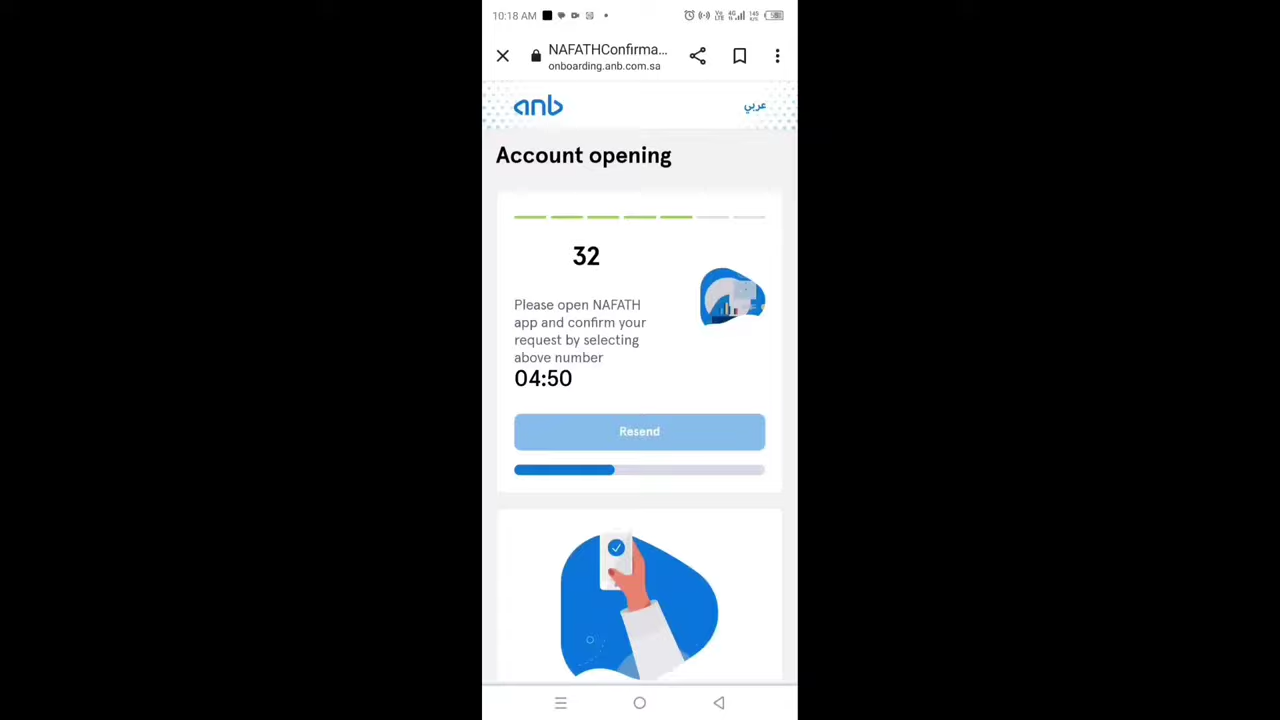 10:18 AM
NAFATHConfirma...
onboarding.anb.com.sa
anb
عربي
Account opening
32
Please open NAFATH
app and confirm your
request by selecting
above number
04:50
Resend